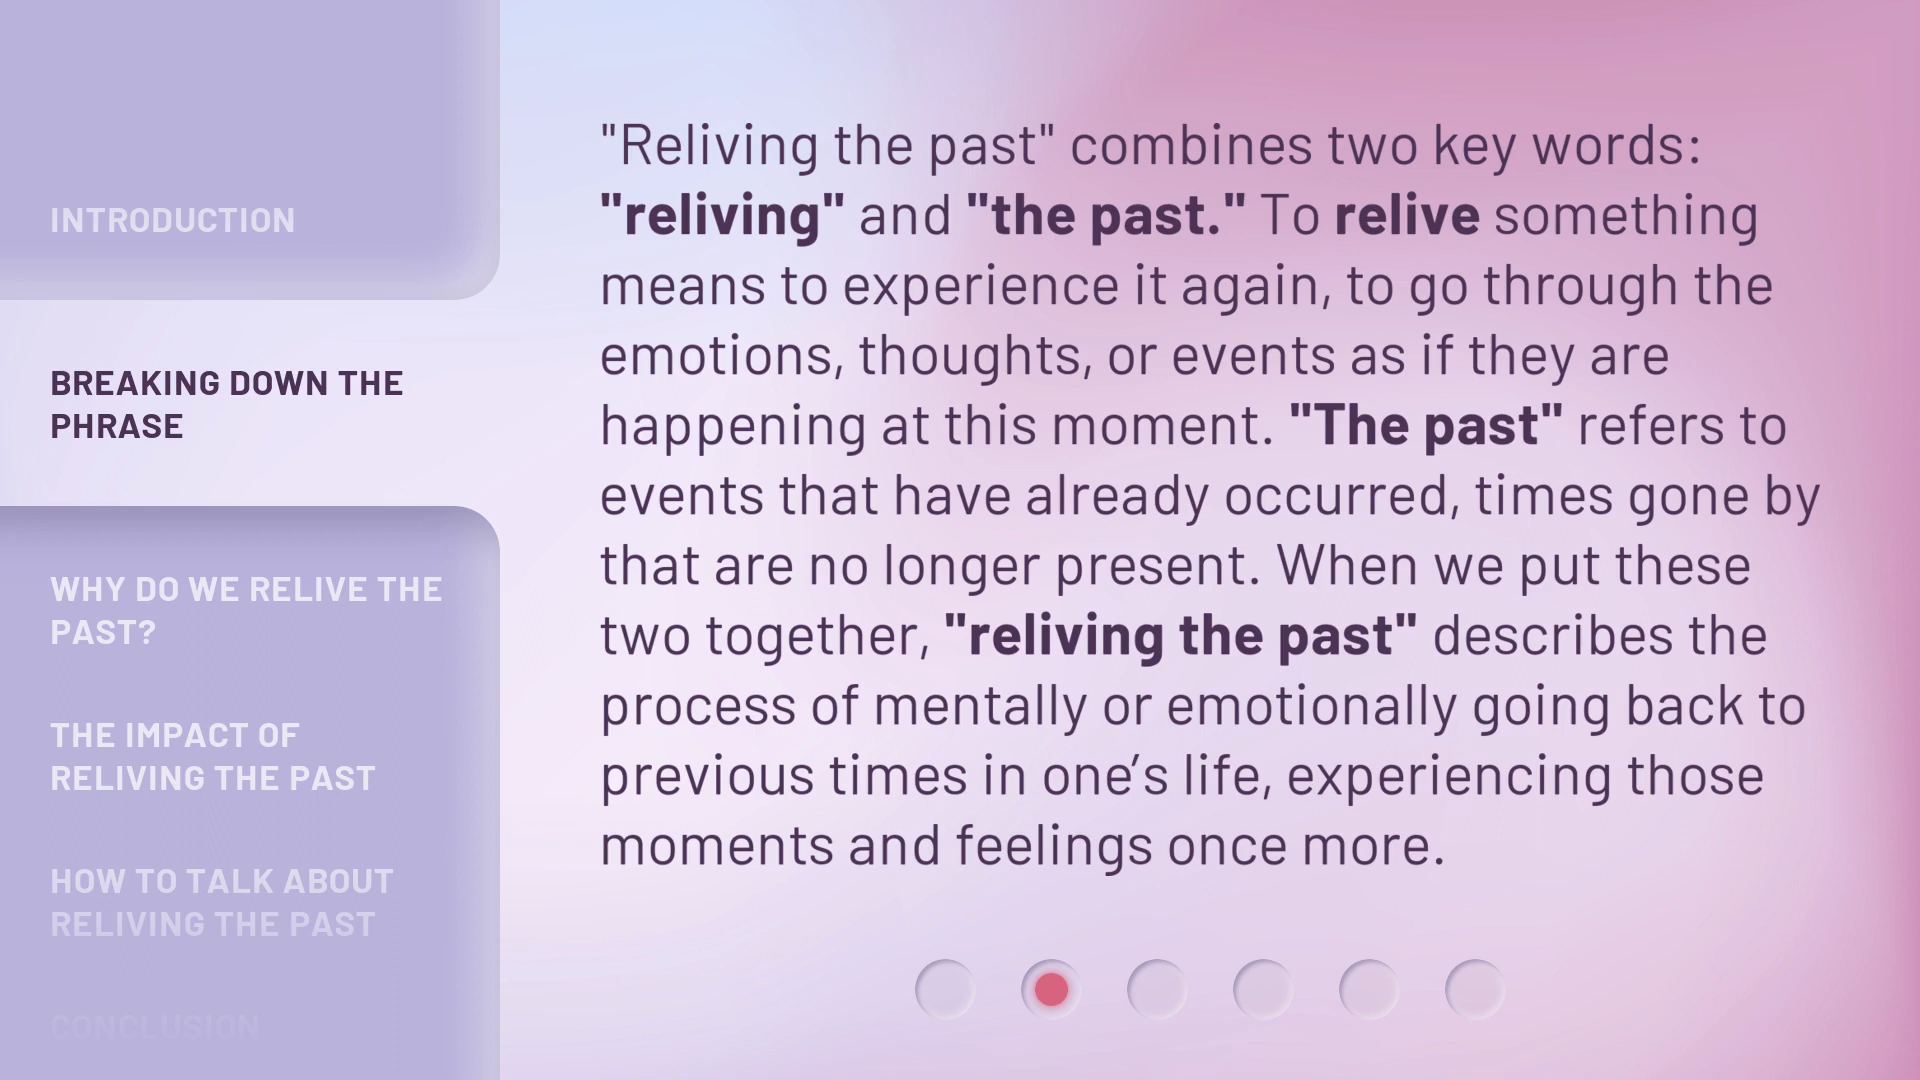 INTRODUCTION
BREAKING DOWN THE
PHRASE
WHY DO WE RELIVE THE
PAST?
THE IMPACT OF
RELIVING THE PAST
HOW TO TALK ABOUT
RELIVING THE PAST
CONCLUSION
"Reliving the past" combines two key words:
"reliving" and "the past." To relive something
means to experience it again, to go through the
emotions, thoughts, or events as if they are
happening at this moment. "The past" refers to
events that have already occurred, times gone by
that are no longer present. When we put these
two together, "reliving the past" describes the
process of mentally or emotionally going back to
previous times in one’s life, experiencing those
moments and feelings once more.